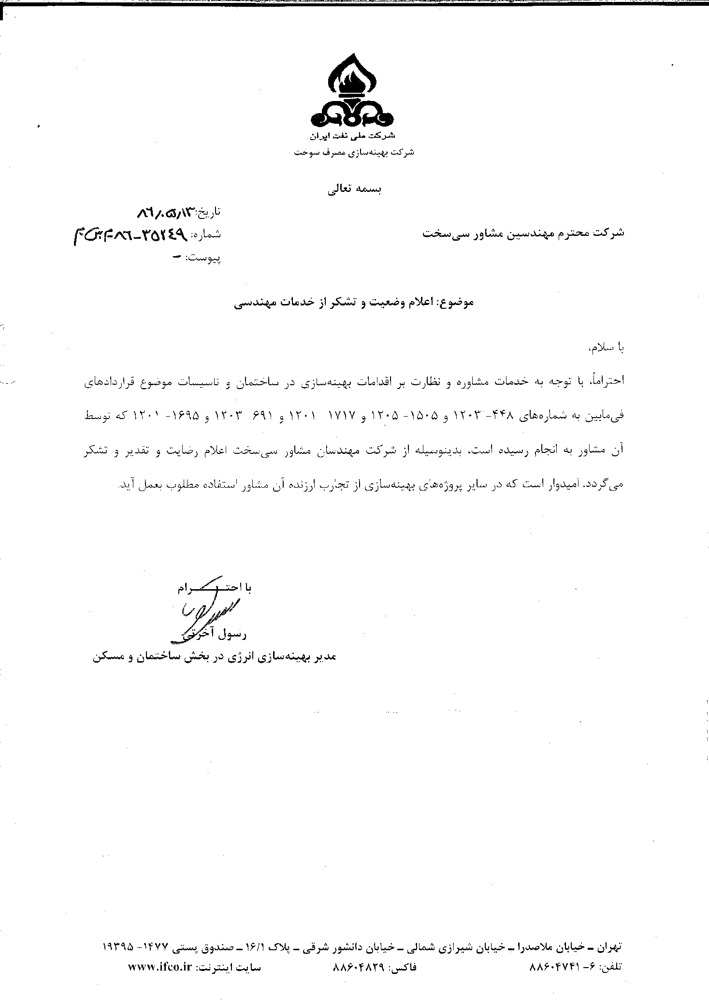 شرکت ملی نفت ایران
شرکت بهینه‌سازی مصرف سوخت
بسمه تعالی
تاریخ: ۸۶/۰۵/۱۳
شماره: ۸۶-۳۵۲۴۹
پیوست: -
شرکت محترم مهندسین مشاور سی‌سخت
موضوع: اعلام وضعیت و تشکر از خدمات مهندسی
با سلام،
احتراماً، با توجه به خدمات مشاوره و نظارت بر اقدامات بهینه‌سازی در ساختمان و تاسیسات موضوع قراردادهای
فی‌مابین به شماره‌های ۴۴۸- ۱۲۰۳ و ۱۵۰۵- ۱۲۰۵ و ۱۷۱۷ ۱۲۰۱ و ۶۹۱ ۱۲۰۳ و ۱۶۹۵- ۱۲۰۱ که توسط
آن مشاور به انجام رسیده است. بدینوسیله از شرکت مهندسان مشاور سی‌سخت اعلام رضایت و تقدیر و تشکر
می‌گردد. امیدوار است که در سایر پروژه‌های بهینه‌سازی از تجارب ارزنده آن مشاور استفاده مطلوب بعمل آید.
با احتـــرام
رسول آخرتی
مدیر بهینه‌سازی انرژی در بخش ساختمان و مسکن
تهران – خیابان ملاصدرا – خیابان شیرازی شمالی – خیابان دانشور شرقی – پلاک ۱۶/۱ – صندوق پستی ۱۴۷۷- ۱۹۳۹۵
تلفن: ۶- ۸۸۶۰۴۷۴۱ فاکس: ۸۸۶۰۴۸۲۹ سایت اینترنت: www.ifco.ir